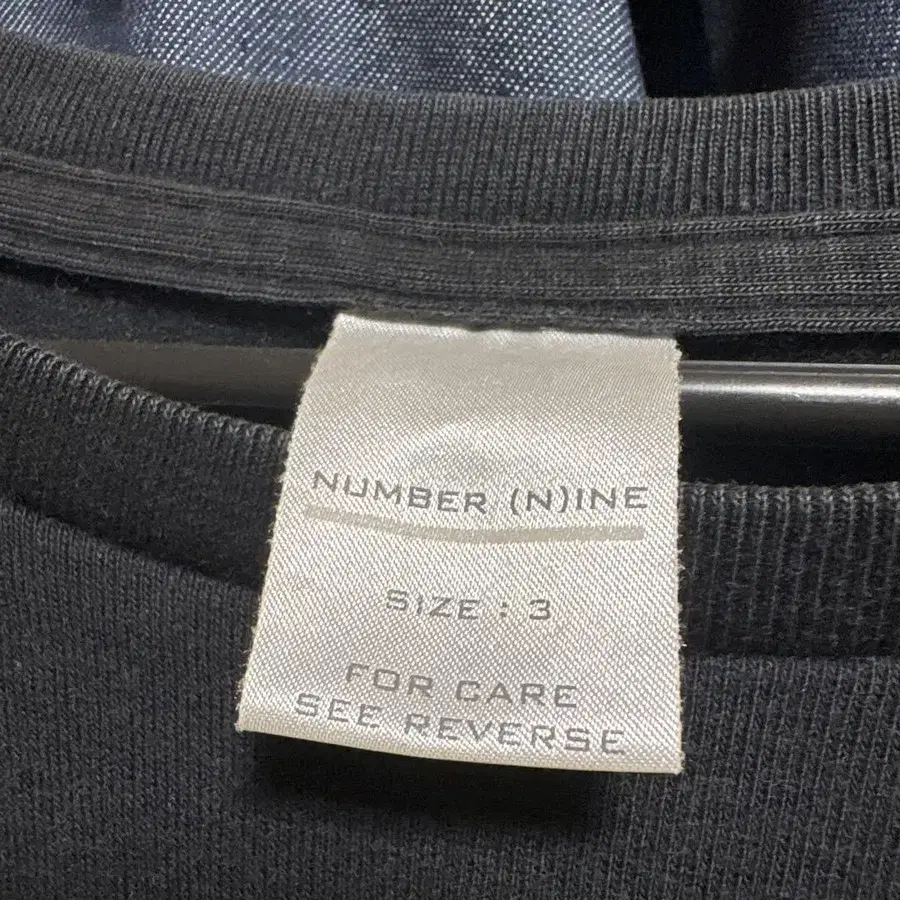 NUMBER (N)INE
SIZE : 3
FOR CARE
SEE REVERSE